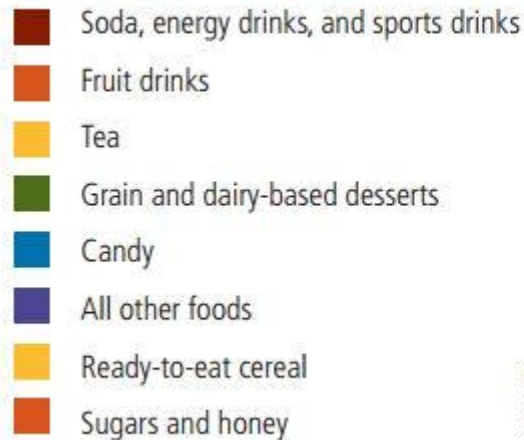 Soda, energy drinks, and sports drinks
Fruit drinks
Tea
Grain and dairy-based desserts
Candy
All other foods
Ready-to-eat cereal
Sugars and honey